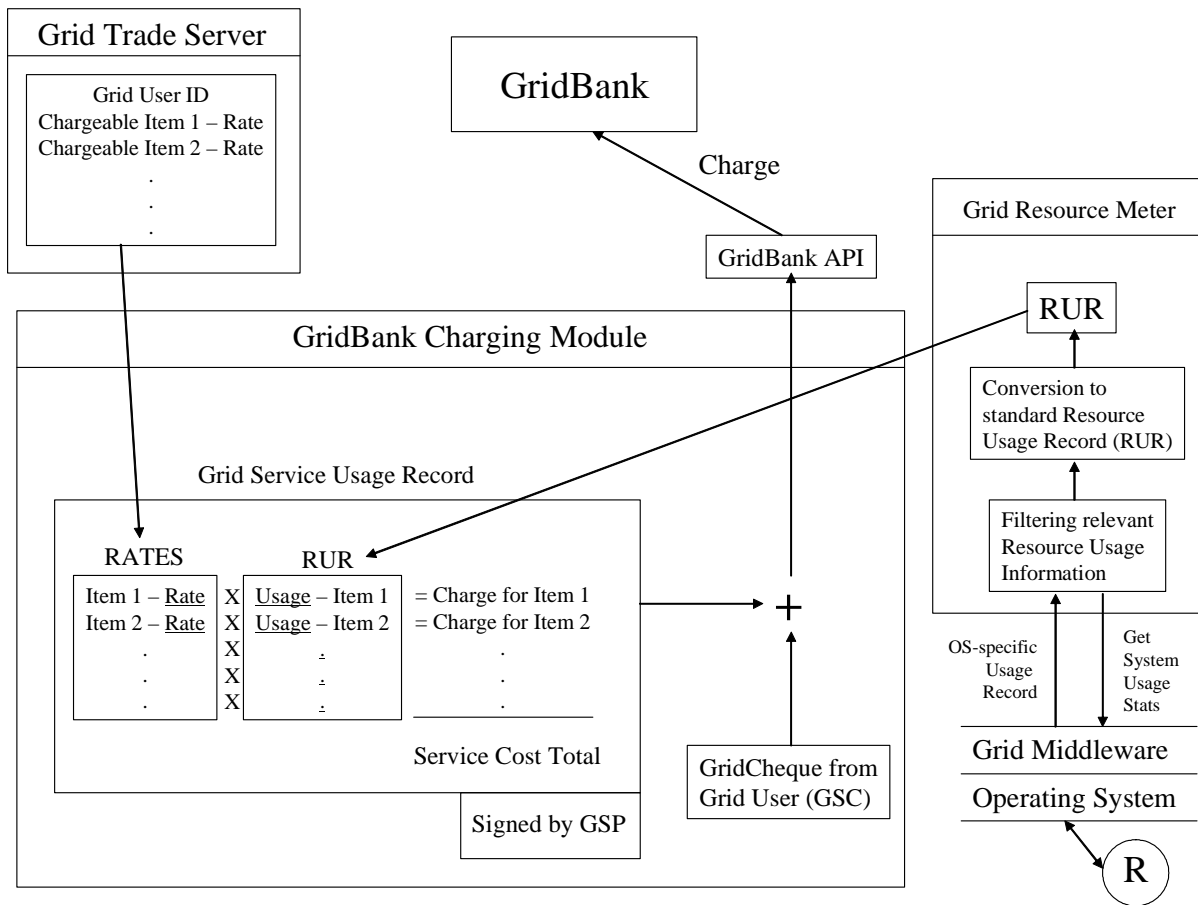 Grid Trade Server
Grid User ID
Chargeable Item 1 – Rate
Chargeable Item 2 – Rate
.
.
.
GridBank
Charge
GridBank API
Grid Resource Meter
RUR
Conversion to
standard Resource
Usage Record (RUR)
Filtering relevant
Resource Usage
Information
OS-specific
Usage
Record
Get
System
Usage
Stats
Grid Middleware
Operating System
R
GridBank Charging Module
Grid Service Usage Record
RATES RUR
Item 1 – Rate X Usage – Item 1 = Charge for Item 1
Item 2 – Rate X Usage – Item 2 = Charge for Item 2
. X . .
. X . .
. X . .
Service Cost Total
Signed by GSP
+
GridCheque from
Grid User (GSC)